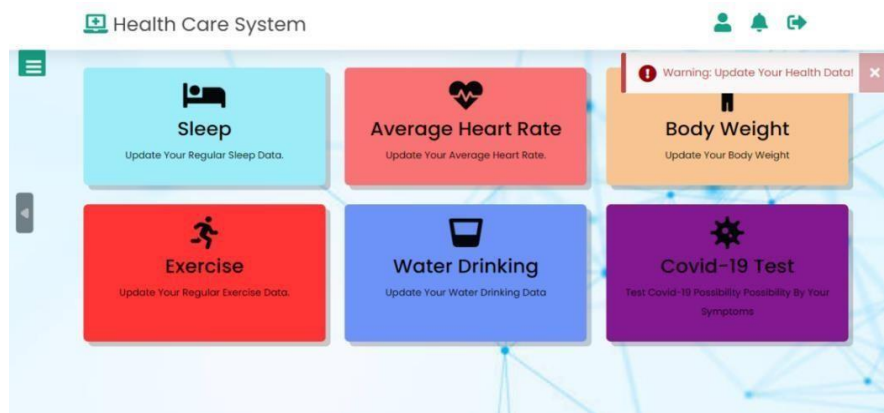 Health Care System
Warning: Update Your Health Data!
Sleep
Update Your Regular Sleep Data.
Average Heart Rate
Update Your Average Heart Rate.
Body Weight
Update Your Body Weight
Exercise
Update Your Regular Exercise Data.
Water Drinking
Update Your Water Drinking Data
Covid-19 Test
Test Covid-19 Possibility Possibility By Your
Symptoms